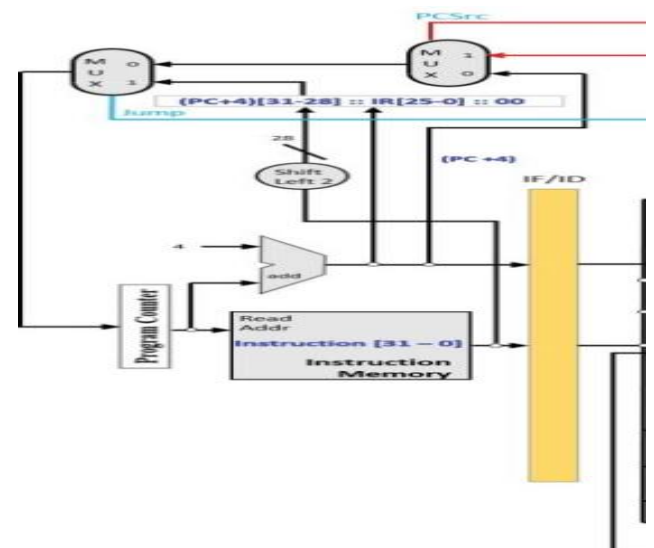 PCSrc
M
U
X
0
1
M
U
X
1
0
(PC+4)[31-28] :: IR[25-0] :: 00
Jump
28
Shift
Left 2
(PC +4)
IF/ID
4
add
Program Counter
Read
Addr
Instruction [31 – 0]
Instruction
Memory